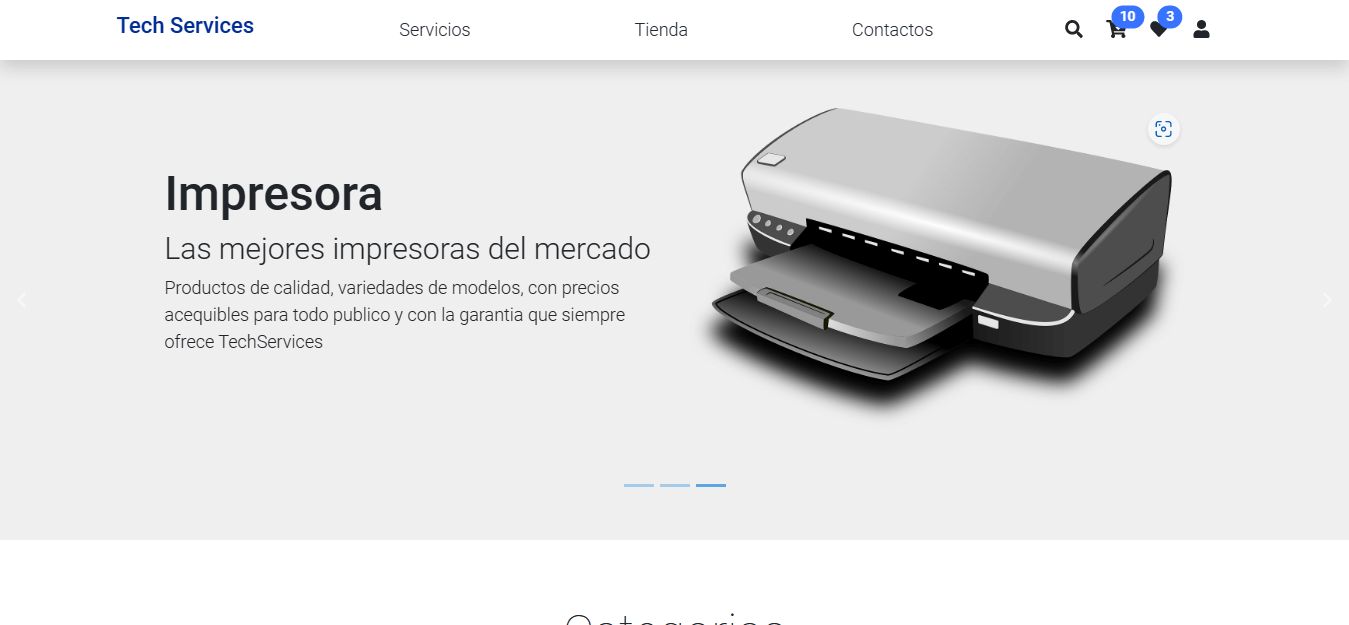 Tech Services
Servicios
Tienda
Contactos
10
3
Impresora
Las mejores impresoras del mercado
Productos de calidad, variedades de modelos, con precios
acequibles para todo publico y con la garantia que siempre
ofrece TechServices